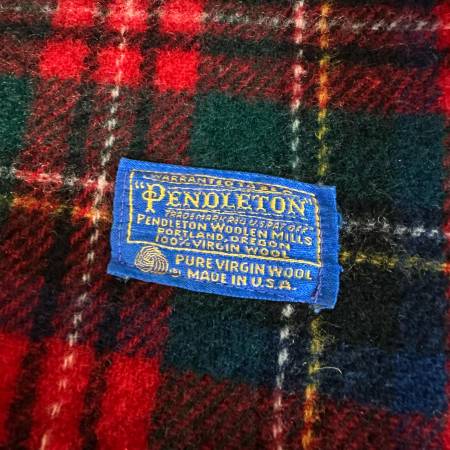 WARRANTED TO BE A
"PENDLETON"
TRADEMARK REG. U.S. PAT. OFF.
PENDLETON WOOLEN MILLS
PORTLAND, OREGON
100% VIRGIN WOOL
PURE VIRGIN WOOL
MADE IN U.S.A.